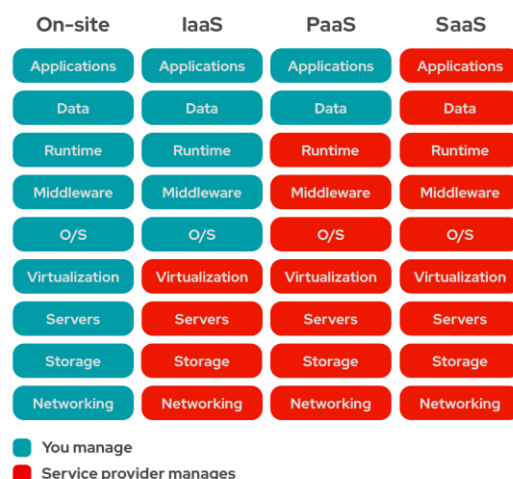 On-site IaaS PaaS SaaS
Applications Applications Applications Applications
Data Data Data Data
Runtime Runtime Runtime Runtime
Middleware Middleware Middleware Middleware
O/S O/S O/S O/S
Virtualization Virtualization Virtualization Virtualization
Servers Servers Servers Servers
Storage Storage Storage Storage
Networking Networking Networking Networking
You manage
Service provider manages